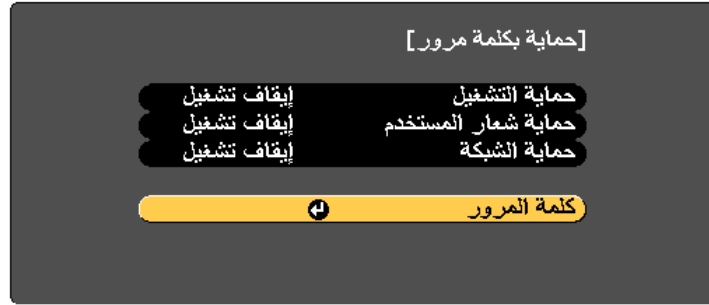 [حماية بكلمة مرور]
حماية التشغيل إيقاف تشغيل
حماية شعار المستخدم إيقاف تشغيل
حماية الشبكة إيقاف تشغيل
كلمة المرور